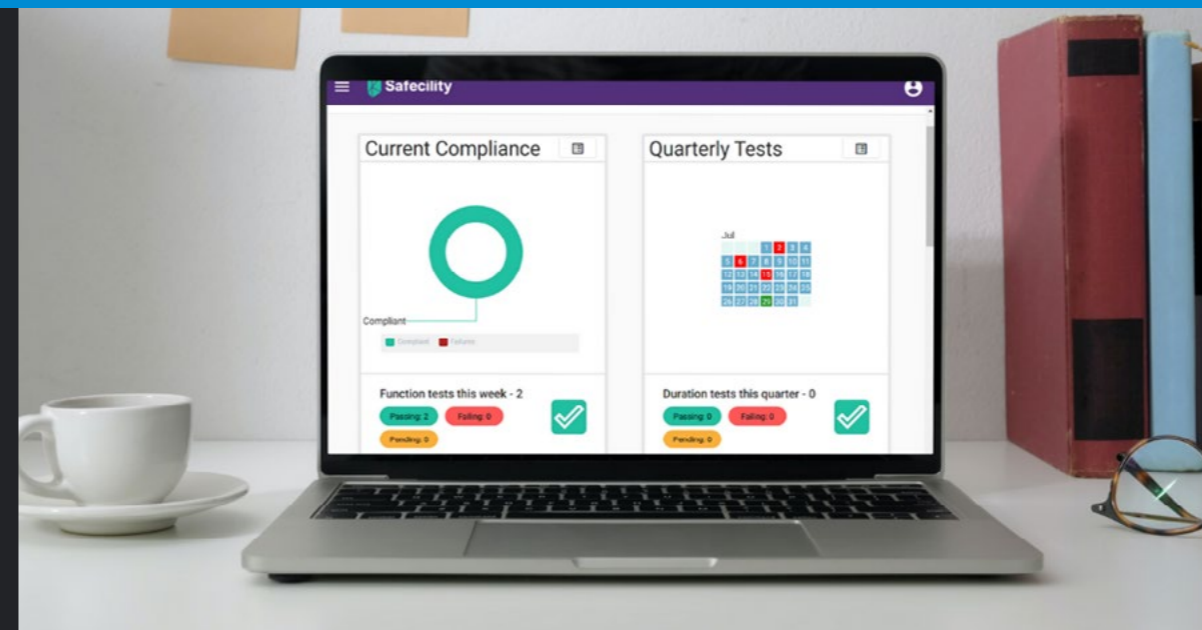 Safecility
Current Compliance
Compliant
Compliant Failures
Function tests this week - 2
Passing: 2 Failing: 0
Pending: 0
Quarterly Tests
Jul
1 2 3 4
5 6 7 8 9 10 11
12 13 14 15 16 17 18
19 20 21 22 23 24 25
26 27 28 29 30 31
Duration tests this quarter - 0
Passing: 0 Failing: 0
Pending: 0